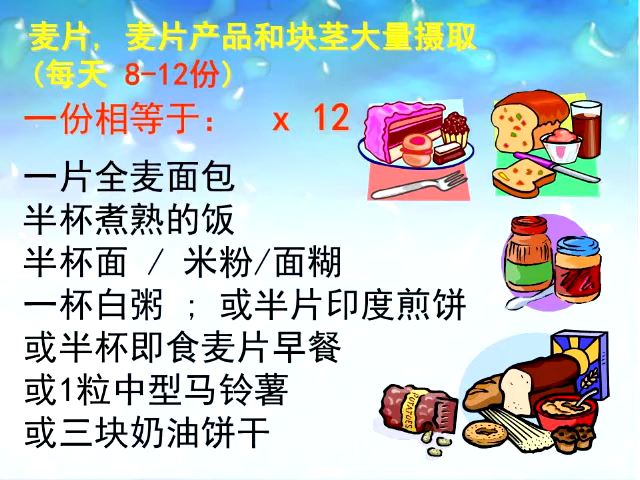 麦片, 麦片产品和块茎大量摄取
(每天 8-12份)
一份相等于: x 12
一片全麦面包
半杯煮熟的饭
半杯面 / 米粉/面糊
一杯白粥 ; 或半片印度煎饼
或半杯即食麦片早餐
或1粒中型马铃薯
或三块奶油饼干
POTATOES